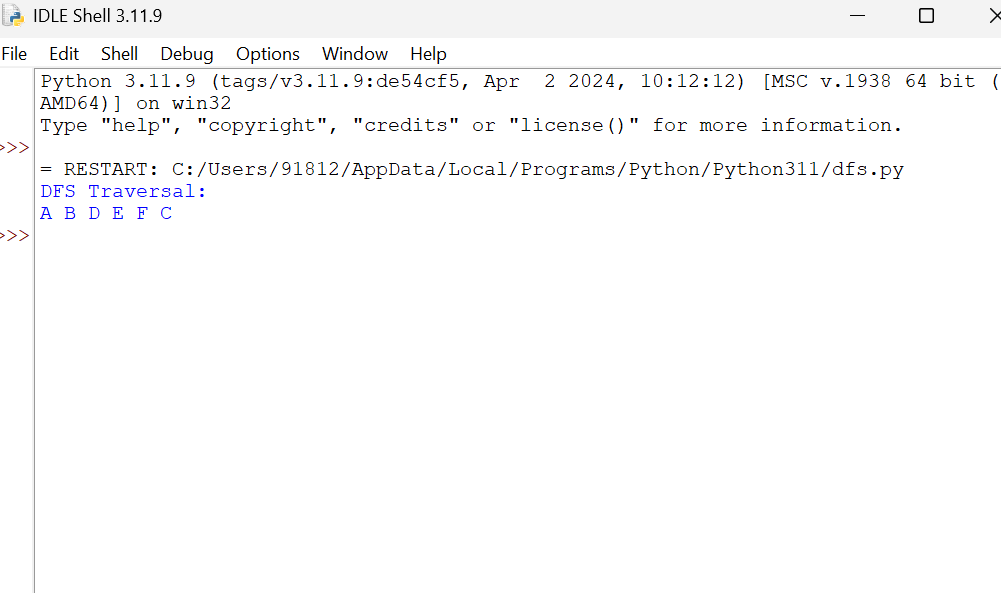 IDLE Shell 3.11.9
File Edit Shell Debug Options Window Help
Python 3.11.9 (tags/v3.11.9:de54cf5, Apr  2 2024, 10:12:12) [MSC v.1938 64 bit (
AMD64)] on win32
Type "help", "copyright", "credits" or "license()" for more information.
>>>
= RESTART: C:/Users/91812/AppData/Local/Programs/Python/Python311/dfs.py
DFS Traversal:
A B D E F C
>>>